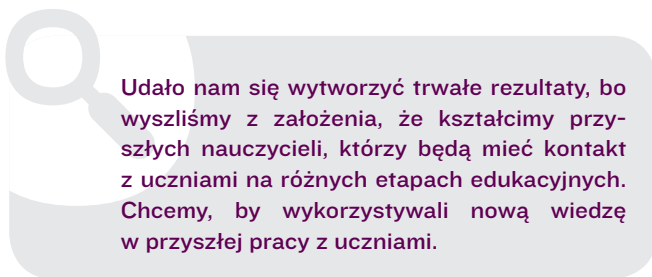 Udało nam się wytworzyć trwałe rezultaty, bo
wyszliśmy z założenia, że kształcimy przy-
szłych nauczycieli, którzy będą mieć kontakt
z uczniami na różnych etapach edukacyjnych.
Chcemy, by wykorzystywali nową wiedzę
w przyszłej pracy z uczniami.